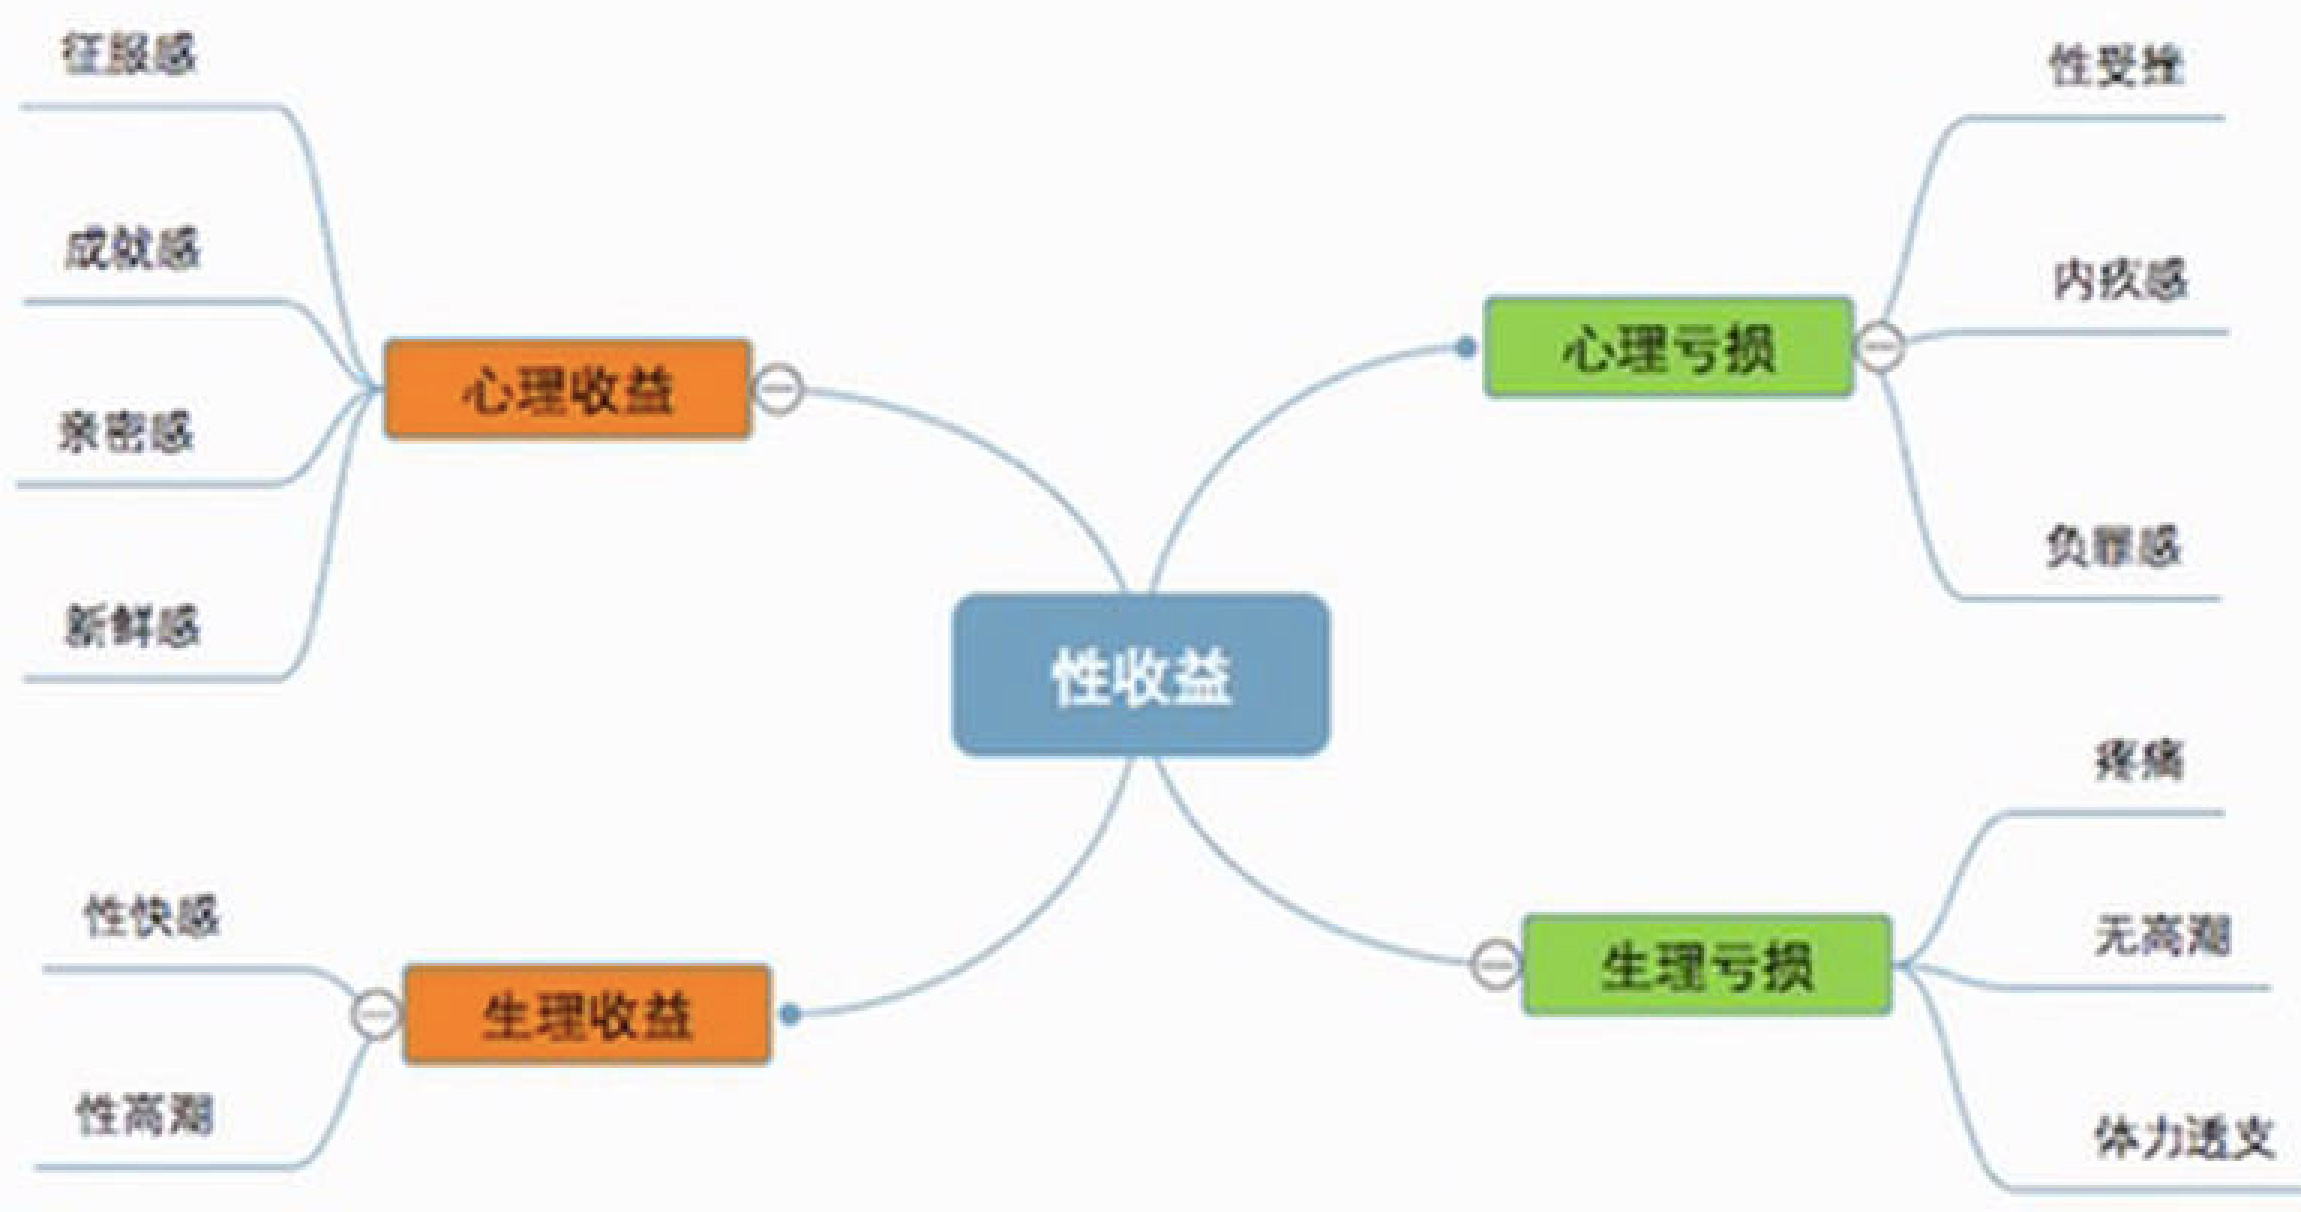 征服感
成就感
亲密感
新鲜感
心理收益
性快感
性高潮
生理收益
性收益
心理亏损
性受挫
内疚感
负罪感
生理亏损
疼痛
无高潮
体力透支